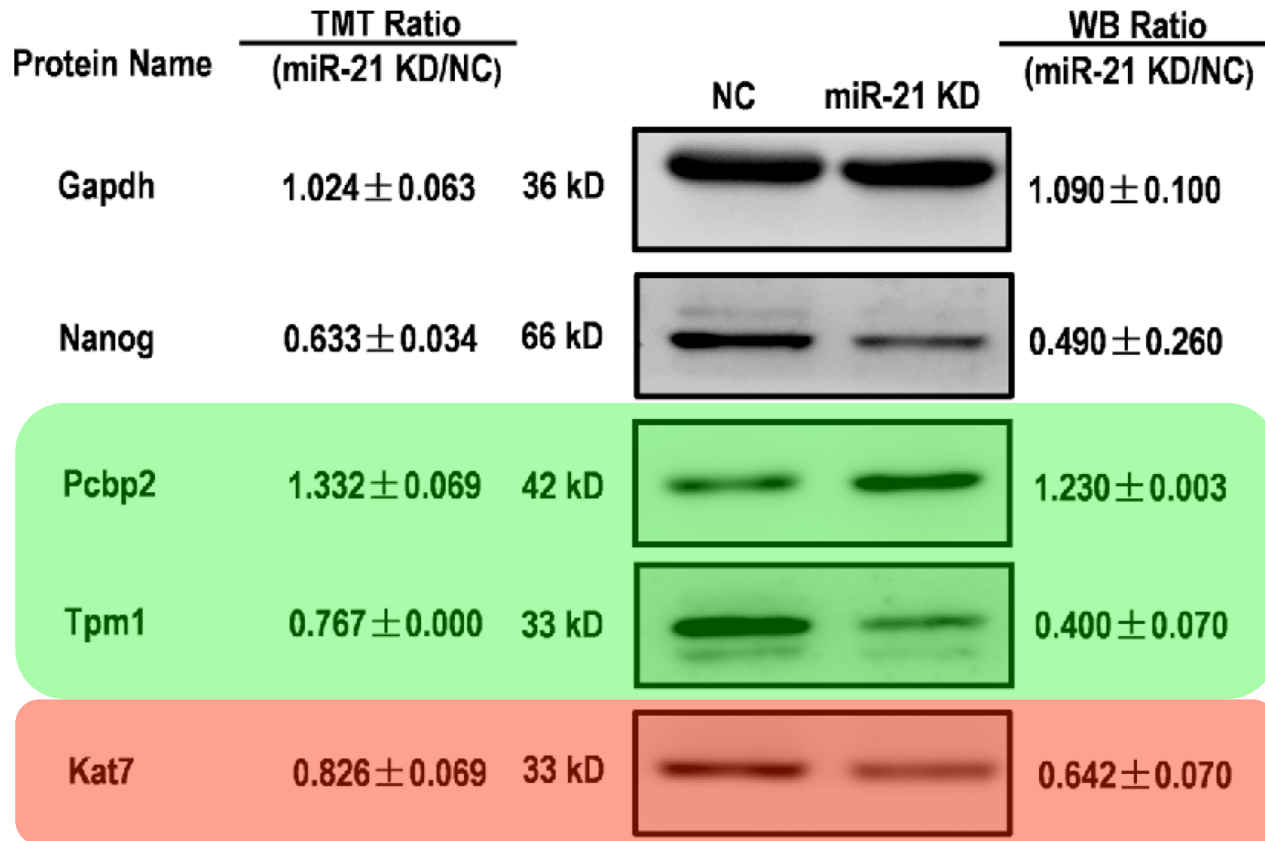 TMT Ratio WB Ratio
Protein Name (miR-21 KD/NC) (miR-21 KD/NC)
NC miR-21 KD
Gapdh 1.024±0.063 36 kD 1.090±0.100
Nanog 0.633±0.034 66 kD 0.490±0.260
Pcbp2 1.332±0.069 42 kD 1.230±0.003
Tpm1 0.767±0.000 33 kD 0.400±0.070
Kat7 0.826±0.069 33 kD 0.642±0.070